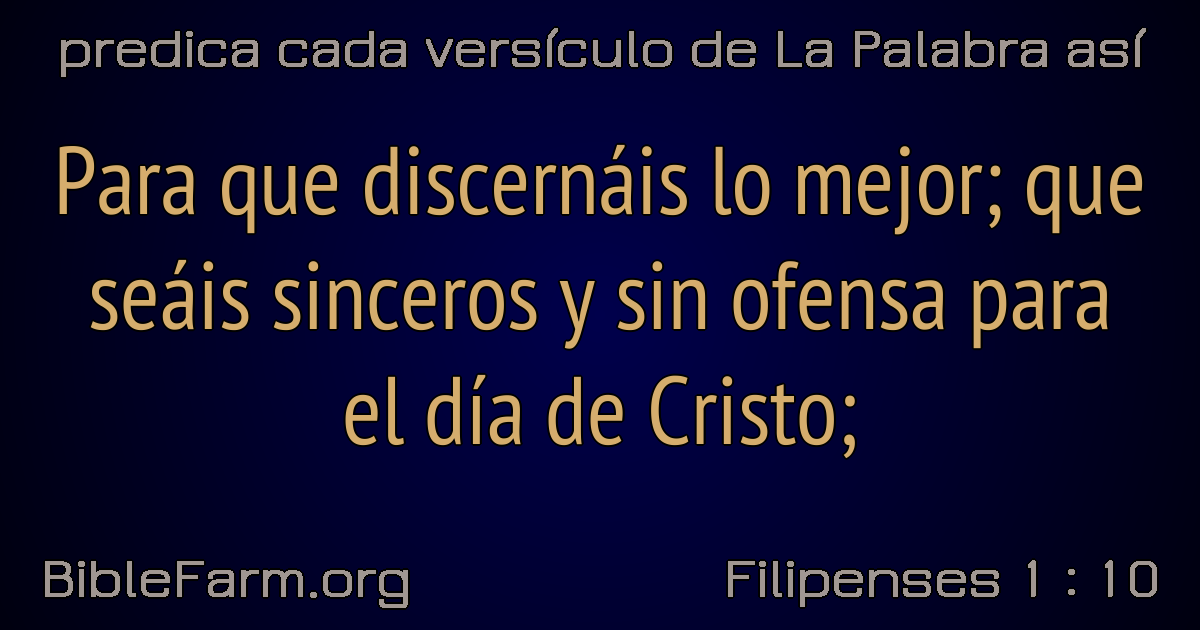 predica cada versículo de La Palabra así
Para que discernáis lo mejor; que
seáis sinceros y sin ofensa para
el día de Cristo;
BibleFarm.org
Filipenses 1 : 10